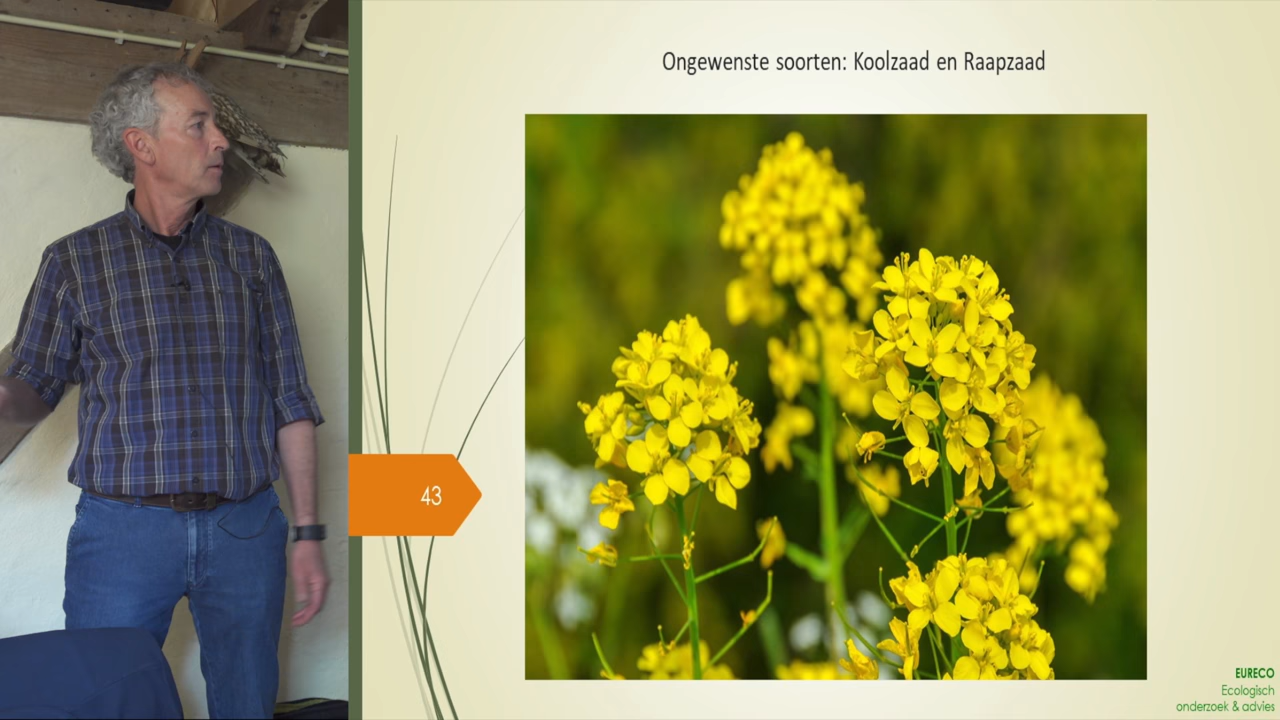 Ongewenste soorten: Koolzaad en Raapzaad
43
EURECO
Ecologisch
onderzoek & advies